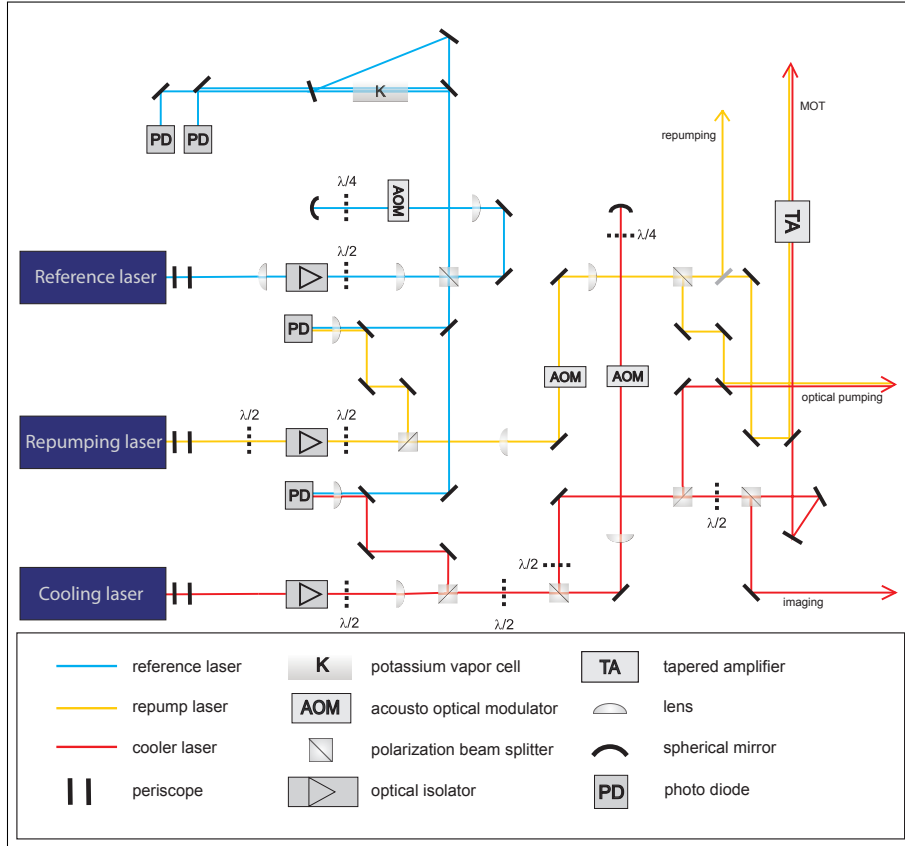 K
PD PD
MOT
repumping
λ/4
AOM
TA
λ/4
Reference laser
λ/2
PD
AOM
AOM
optical pumping
λ/2
λ/2
Repumping laser
PD
λ/2
λ/2
Cooling laser
λ/2
λ/2
imaging
reference laser
K
potassium vapor cell
TA
tapered amplifier
repump laser
AOM
acousto optical modulator
lens
cooler laser
polarization beam splitter
spherical mirror
periscope
optical isolator
PD
photo diode